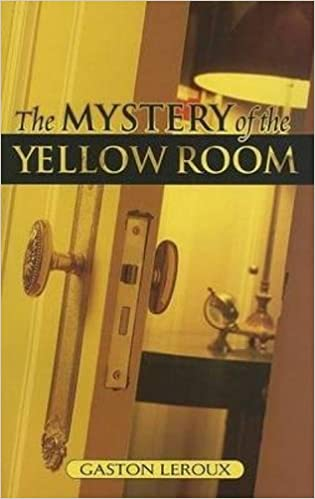 The MYSTERY of the
YELLOW ROOM
GASTON LEROUX